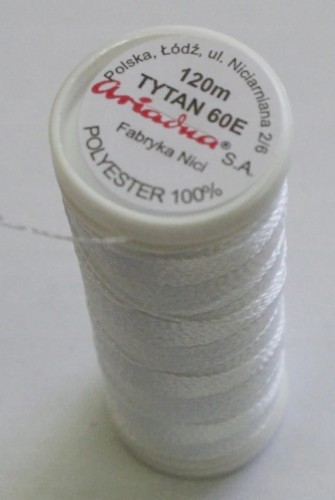 Polska, Łódź, ul. Niciarniana 2/6
120m
TYTAN 60E
ariadna® S.A.
Fabryka Nici
POLYESTER 100%